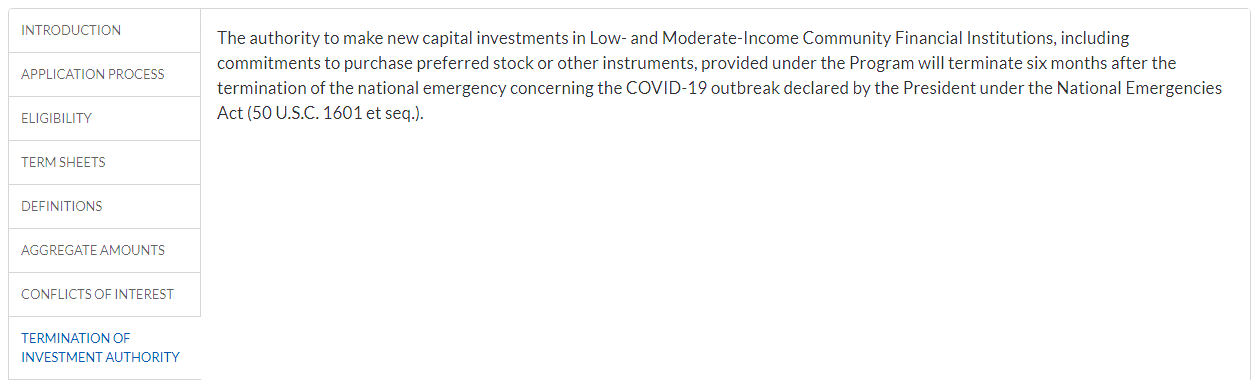 INTRODUCTION
APPLICATION PROCESS
ELIGIBILITY
TERM SHEETS
DEFINITIONS
AGGREGATE AMOUNTS
CONFLICTS OF INTEREST
TERMINATION OF
INVESTMENT AUTHORITY
The authority to make new capital investments in Low- and Moderate-Income Community Financial Institutions, including
commitments to purchase preferred stock or other instruments, provided under the Program will terminate six months after the
termination of the national emergency concerning the COVID-19 outbreak declared by the President under the National Emergencies
Act (50 U.S.C. 1601 et seq.).